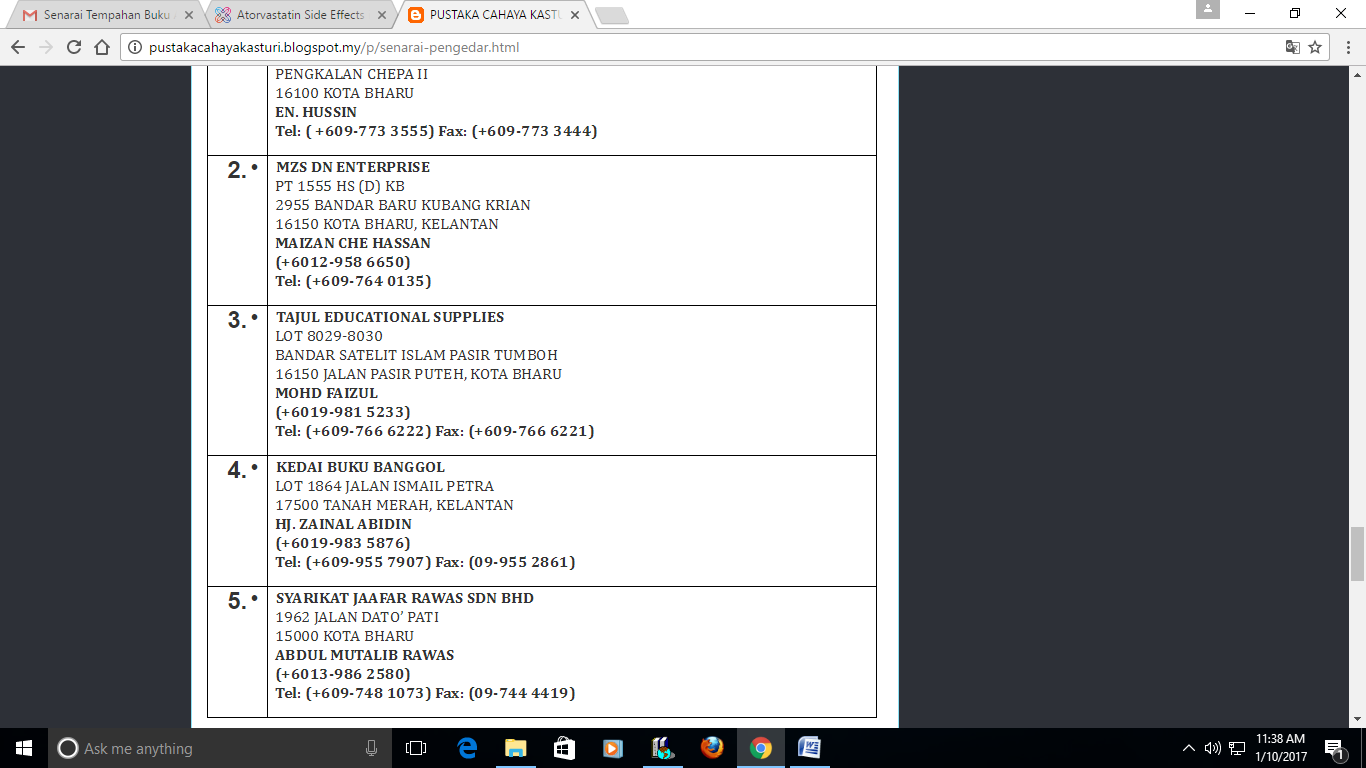 Senarai Tempahan Buku
Atorvastatin Side Effects
PUSTAKA CAHAYA KASTU
pustakacahayakasturi.blogspot.my/p/senarai-pengedar.html
PENGKALAN CHEPA II
16100 KOTA BHARU
EN. HUSSIN
Tel: ( +609-773 3555) Fax: (+609-773 3444)
2. • MZS DN ENTERPRISE
PT 1555 HS (D) KB
2955 BANDAR BARU KUBANG KRIAN
16150 KOTA BHARU, KELANTAN
MAIZAN CHE HASSAN
(+6012-958 6650)
Tel: (+609-764 0135)
3. • TAJUL EDUCATIONAL SUPPLIES
LOT 8029-8030
BANDAR SATELIT ISLAM PASIR TUMBOH
16150 JALAN PASIR PUTEH, KOTA BHARU
MOHD FAIZUL
(+6019-981 5233)
Tel: (+609-766 6222) Fax: (+609-766 6221)
4. • KEDAI BUKU BANGGOL
LOT 1864 JALAN ISMAIL PETRA
17500 TANAH MERAH, KELANTAN
HJ. ZAINAL ABIDIN
(+6019-983 5876)
Tel: (+609-955 7907) Fax: (09-955 2861)
5. • SYARIKAT JAAFAR RAWAS SDN BHD
1962 JALAN DATO’ PATI
15000 KOTA BHARU
ABDUL MUTALIB RAWAS
(+6013-986 2580)
Tel: (+609-748 1073) Fax: (09-744 4419)
Ask me anything
11:38 AM
1/10/2017
1